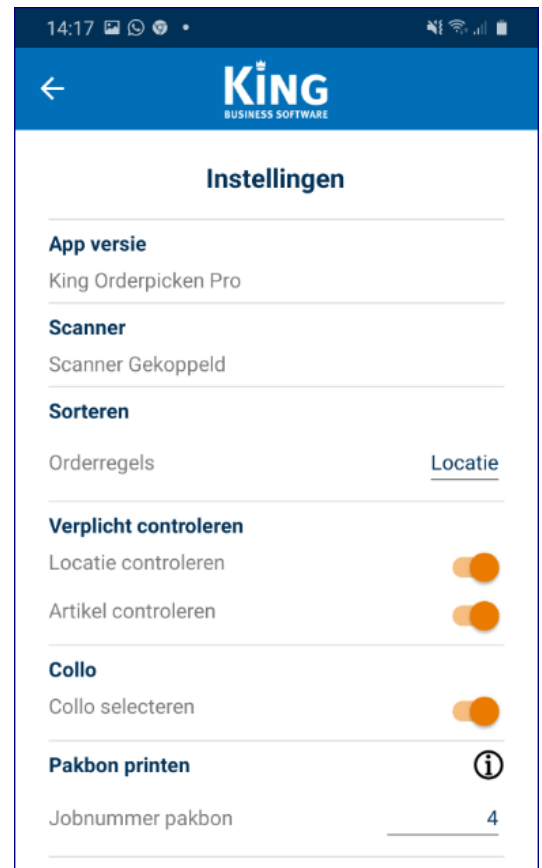 14:17
KING
BUSINESS SOFTWARE
Instellingen
App versie
King Orderpicken Pro
Scanner
Scanner Gekoppeld
Sorteren
Orderregels Locatie
Verplicht controleren
Locatie controleren
Artikel controleren
Collo
Collo selecteren
Pakbon printen
Jobnummer pakbon 4